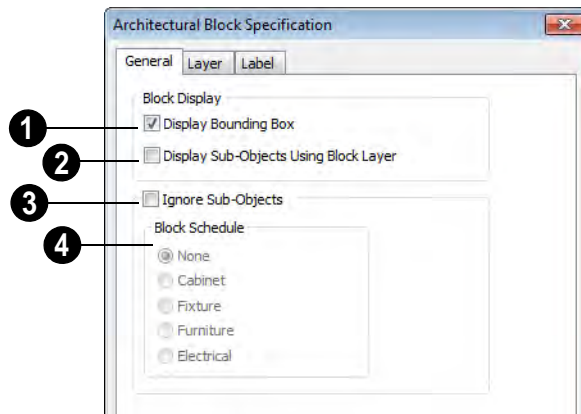 Architectural Block Specification
General Layer Label
Block Display
1 Display Bounding Box
2 Display Sub-Objects Using Block Layer
3 Ignore Sub-Objects
Block Schedule
4 None
Cabinet
Fixture
Furniture
Electrical